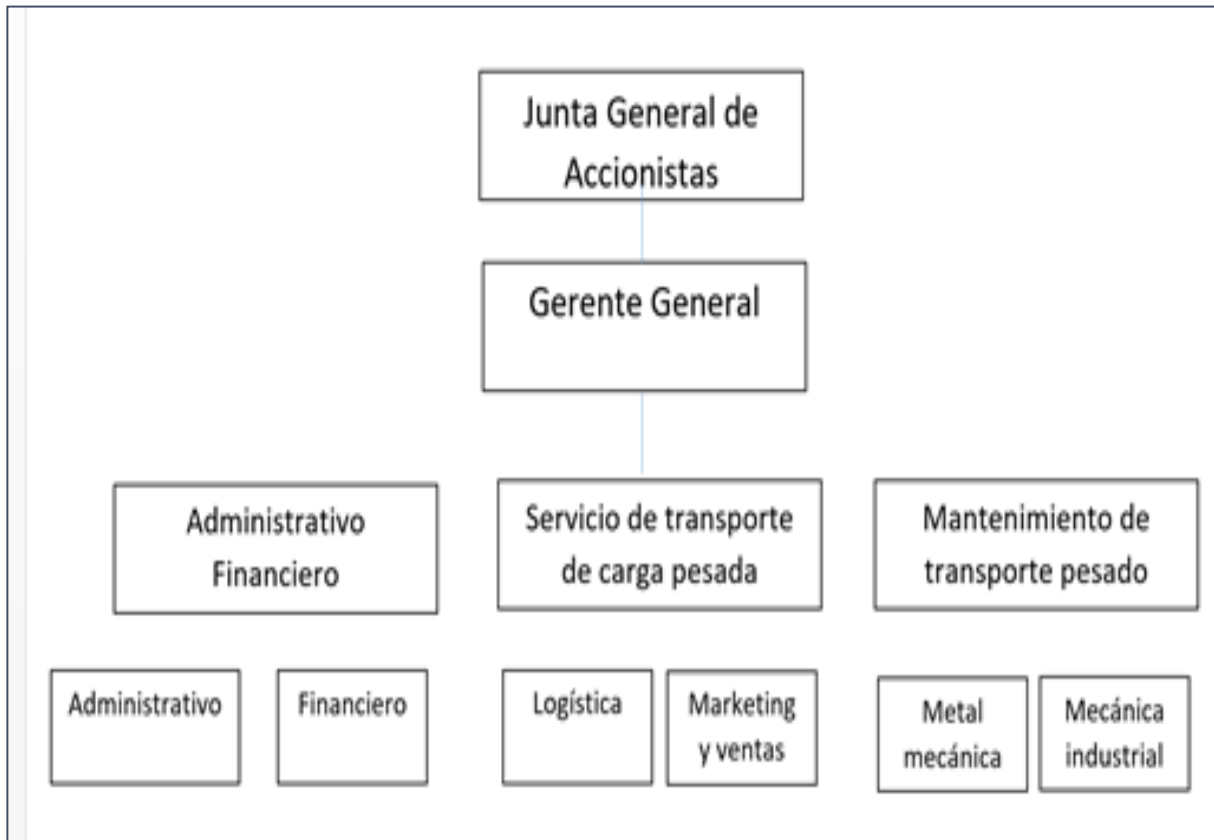 Junta General de
Accionistas
Gerente General
Administrativo
Financiero
Servicio de transporte
de carga pesada
Mantenimiento de
transporte pesado
Administrativo
Financiero
Logística
Marketing
y ventas
Metal
mecánica
Mecánica
industrial